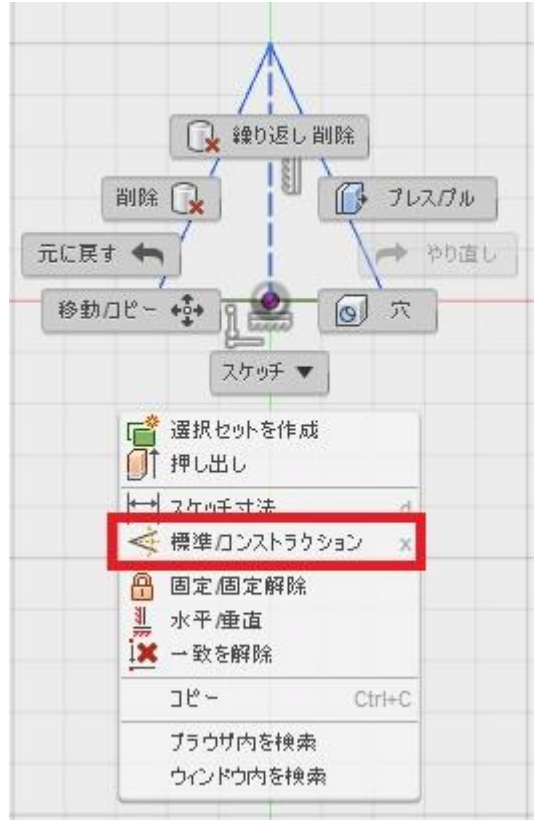 繰り返し 削除
削除
プレス/プル
元に戻す
やり直し
移動/コピー
穴
スケッチ
選択セットを作成
押し出し
スケッチ寸法 d
標準/コンストラクション x
固定/固定解除
水平/垂直
一致を解除
コピー Ctrl+C
ブラウザ内を検索
ウィンドウ内を検索